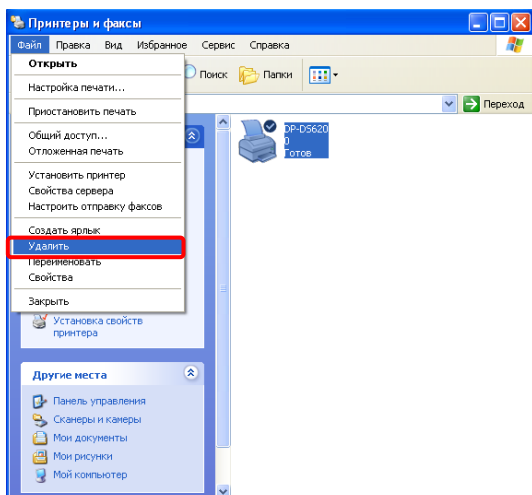 Принтеры и факсы
Файл Правка Вид Избранное Сервис Справка
Открыть
Настройка печати...
Приостановить печать
Общий доступ...
Отложенная печать
Установить принтер
Свойства сервера
Настроить отправку факсов
Создать ярлык
Удалить
Переименовать
Свойства
Закрыть
Поиск Папки
Переход
DP-DS620
0
Готов
Установка свойств
принтера
Другие места
Панель управления
Сканеры и камеры
Мои документы
Мои рисунки
Мой компьютер